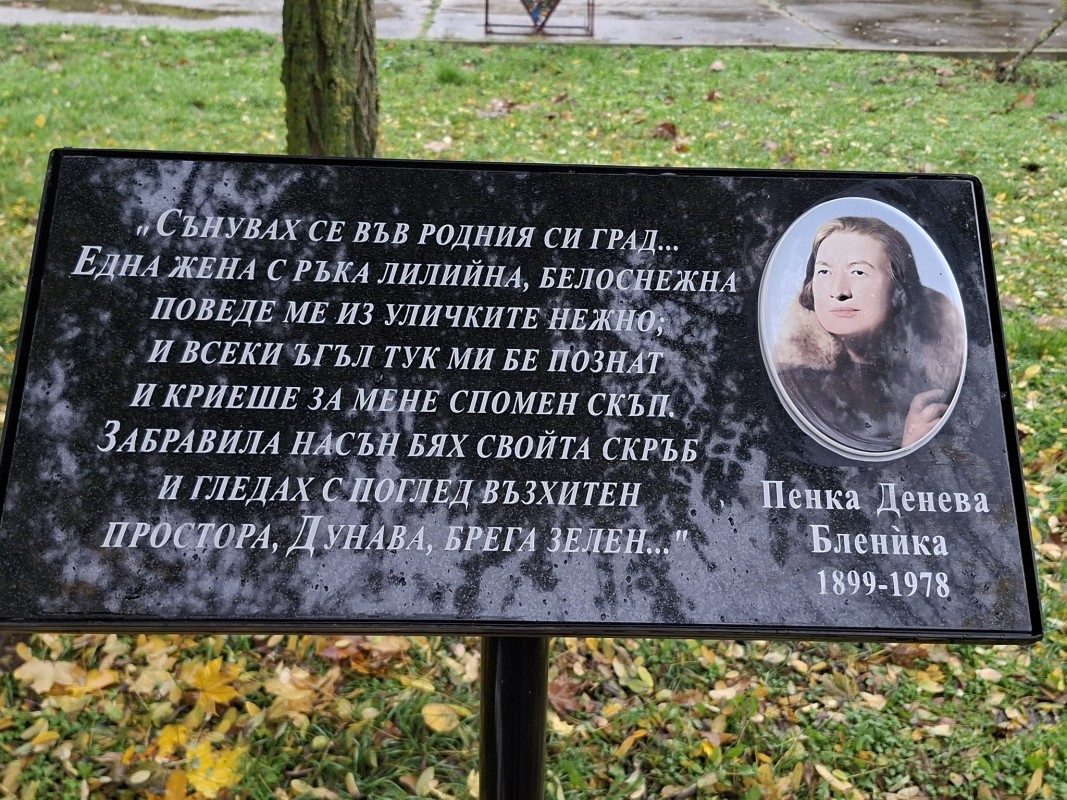 „Сънувах се във родния си град...
Една жена с ръка лилийна, белоснежна
поведе ме из уличките нежно;
и всеки ъгъл тук ми бе познат
и криеше за мене спомен скъп.
Забравила насън бях свойта скръб
и гледах с поглед възхитен
простора, Дунава, брега зелен..."
Пенка Денева
Бленѝка
1899-1978